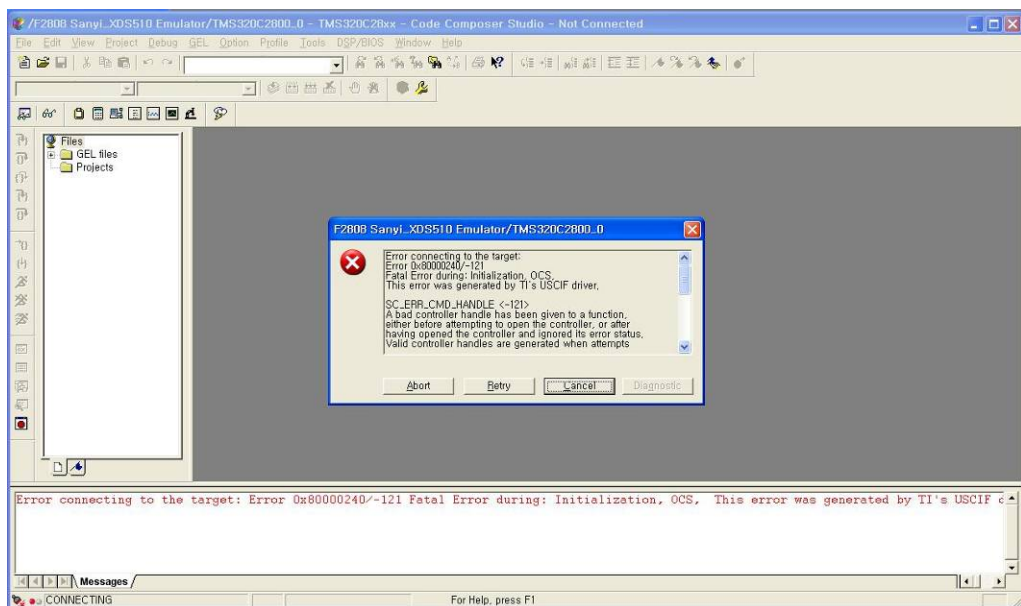 /F2808 Sanyi_XDS510 Emulator/TMS320C2800_0 - TMS320C28xx - Code Composer Studio - Not Connected
File Edit View Project Debug GEL Option Profile Tools DSP/BIOS Window Help
Files
GEL files
Projects
F2808 Sanyi_XDS510 Emulator/TMS320C2800_0
Error connecting to the target:
Error 0x80000240/-121
Fatal Error during: Initialization, OCS,
This error was generated by TI's USCIF driver,
SC_ERR_CMD_HANDLE <-121>
A bad controller handle has been given to a function,
either before attempting to open the controller, or after
having opened the controller and ignored its error status,
Valid controller handles are generated when attempts
Abort Retry Cancel Diagnostic
Error connecting to the target: Error 0x80000240/-121 Fatal Error during: Initialization, OCS,  This error was generated by TI's USCIF
Messages
CONNECTING
For Help, press F1